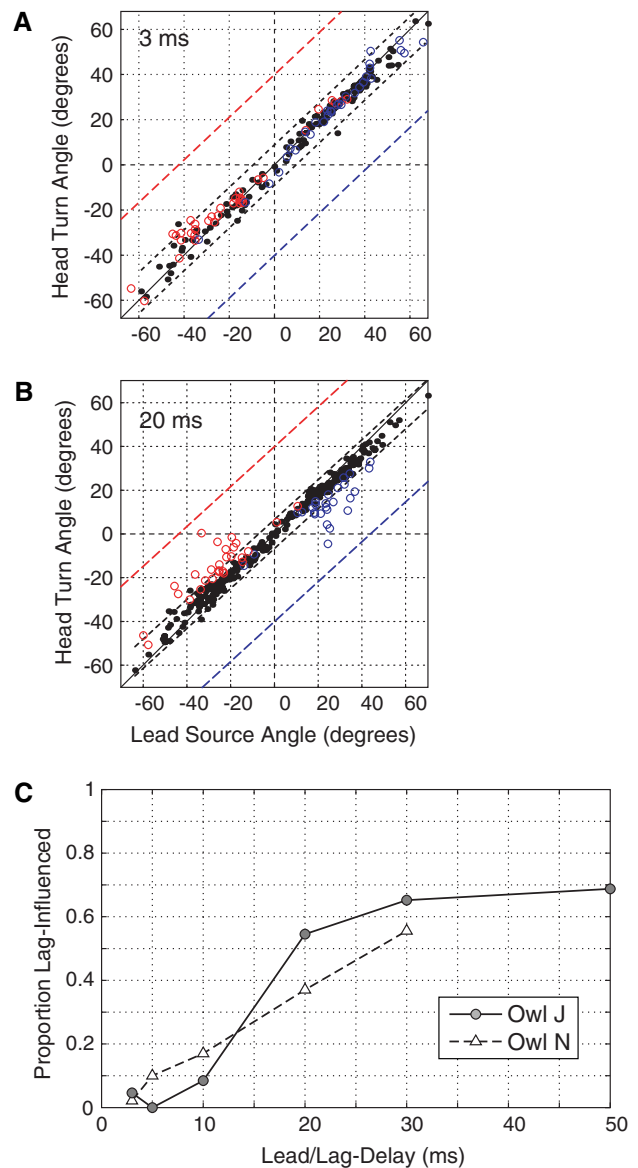 A
3 ms
Head Turn Angle (degrees)
60
40
20
0
-20
-40
-60
-60 -40 -20 0 20 40 60
B
20 ms
Head Turn Angle (degrees)
60
40
20
0
-20
-40
-60
-60 -40 -20 0 20 40 60
Lead Source Angle (degrees)
C
Proportion Lag-Influenced
1
0.8
0.6
0.4
0.2
0
Owl J
Owl N
0 10 20 30 40 50
Lead/Lag-Delay (ms)